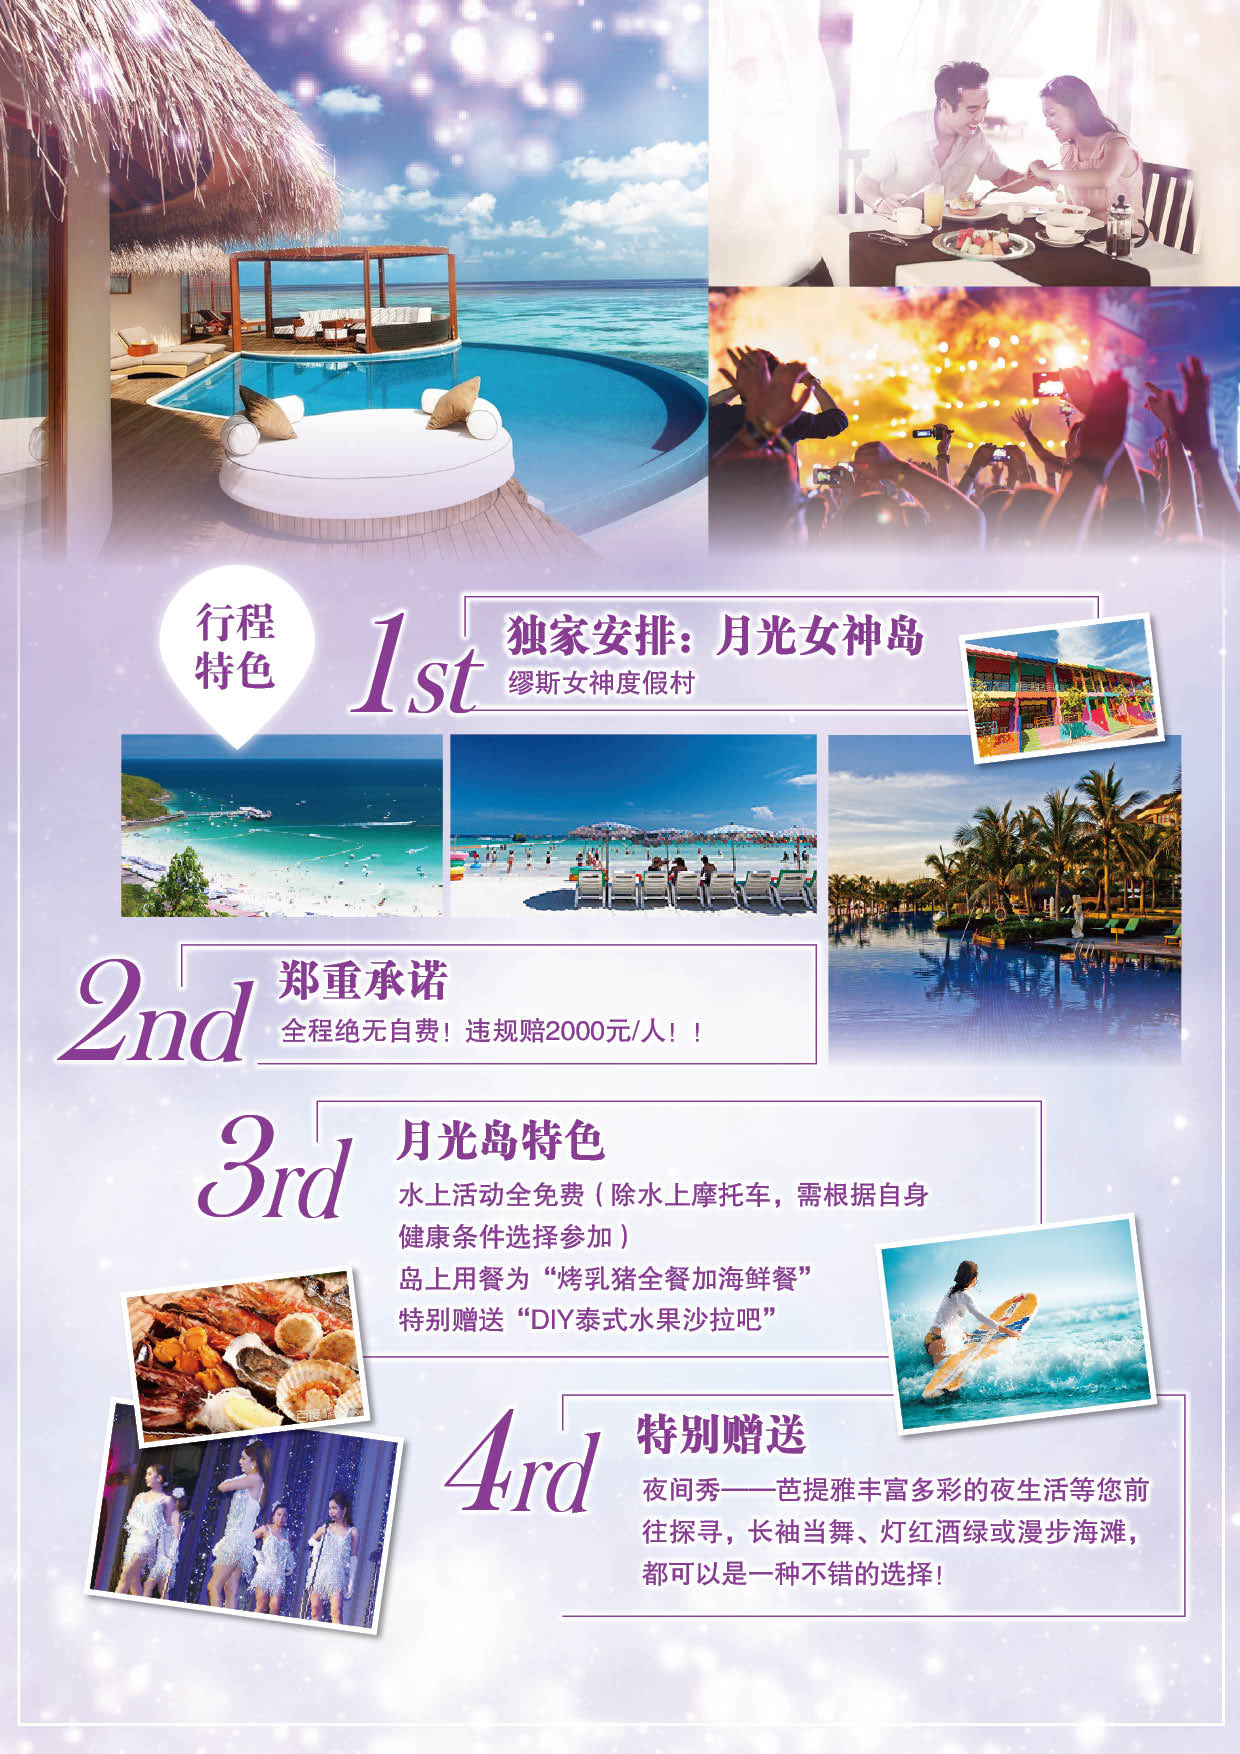 行程
特色
1st
独家安排：月光女神岛
缪斯女神度假村
2nd
郑重承诺
全程绝无自费！违规赔2000元/人！！
3rd
月光岛特色
水上活动全免费（除水上摩托车，需根据自身
健康条件选择参加）
岛上用餐为“烤乳猪全餐加海鲜餐”
特别赠送“DIY泰式水果沙拉吧”
4rd
特别赠送
夜间秀——芭提雅丰富多彩的夜生活等您前
往探寻，长袖当舞、灯红酒绿或漫步海滩，
都可以是一种不错的选择！